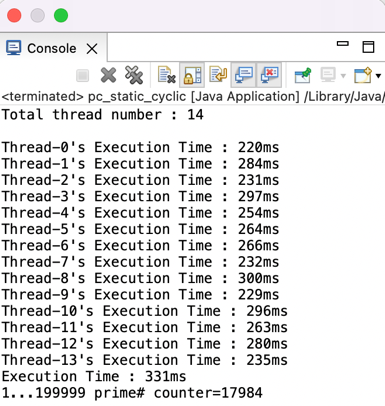 Console
<terminated> pc_static_cyclic [Java Application] /Library/Java/
Total thread number : 14
Thread-0's Execution Time : 220ms
Thread-1's Execution Time : 284ms
Thread-2's Execution Time : 231ms
Thread-3's Execution Time : 297ms
Thread-4's Execution Time : 254ms
Thread-5's Execution Time : 264ms
Thread-6's Execution Time : 266ms
Thread-7's Execution Time : 232ms
Thread-8's Execution Time : 300ms
Thread-9's Execution Time : 229ms
Thread-10's Execution Time : 296ms
Thread-11's Execution Time : 263ms
Thread-12's Execution Time : 280ms
Thread-13's Execution Time : 235ms
Execution Time : 331ms
1...199999 prime# counter=17984